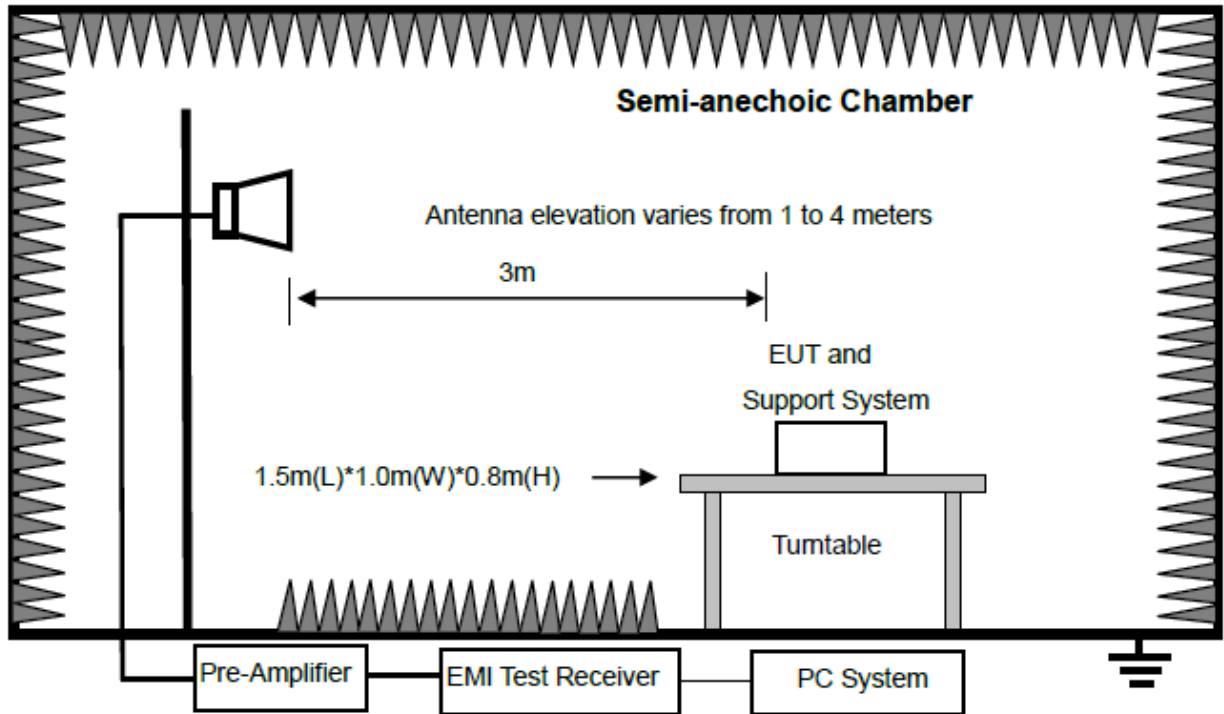 Semi-anechoic Chamber
Antenna elevation varies from 1 to 4 meters
3m
EUT and
Support System
1.5m(L)*1.0m(W)*0.8m(H)
Turntable
Pre-Amplifier
EMI Test Receiver
PC System